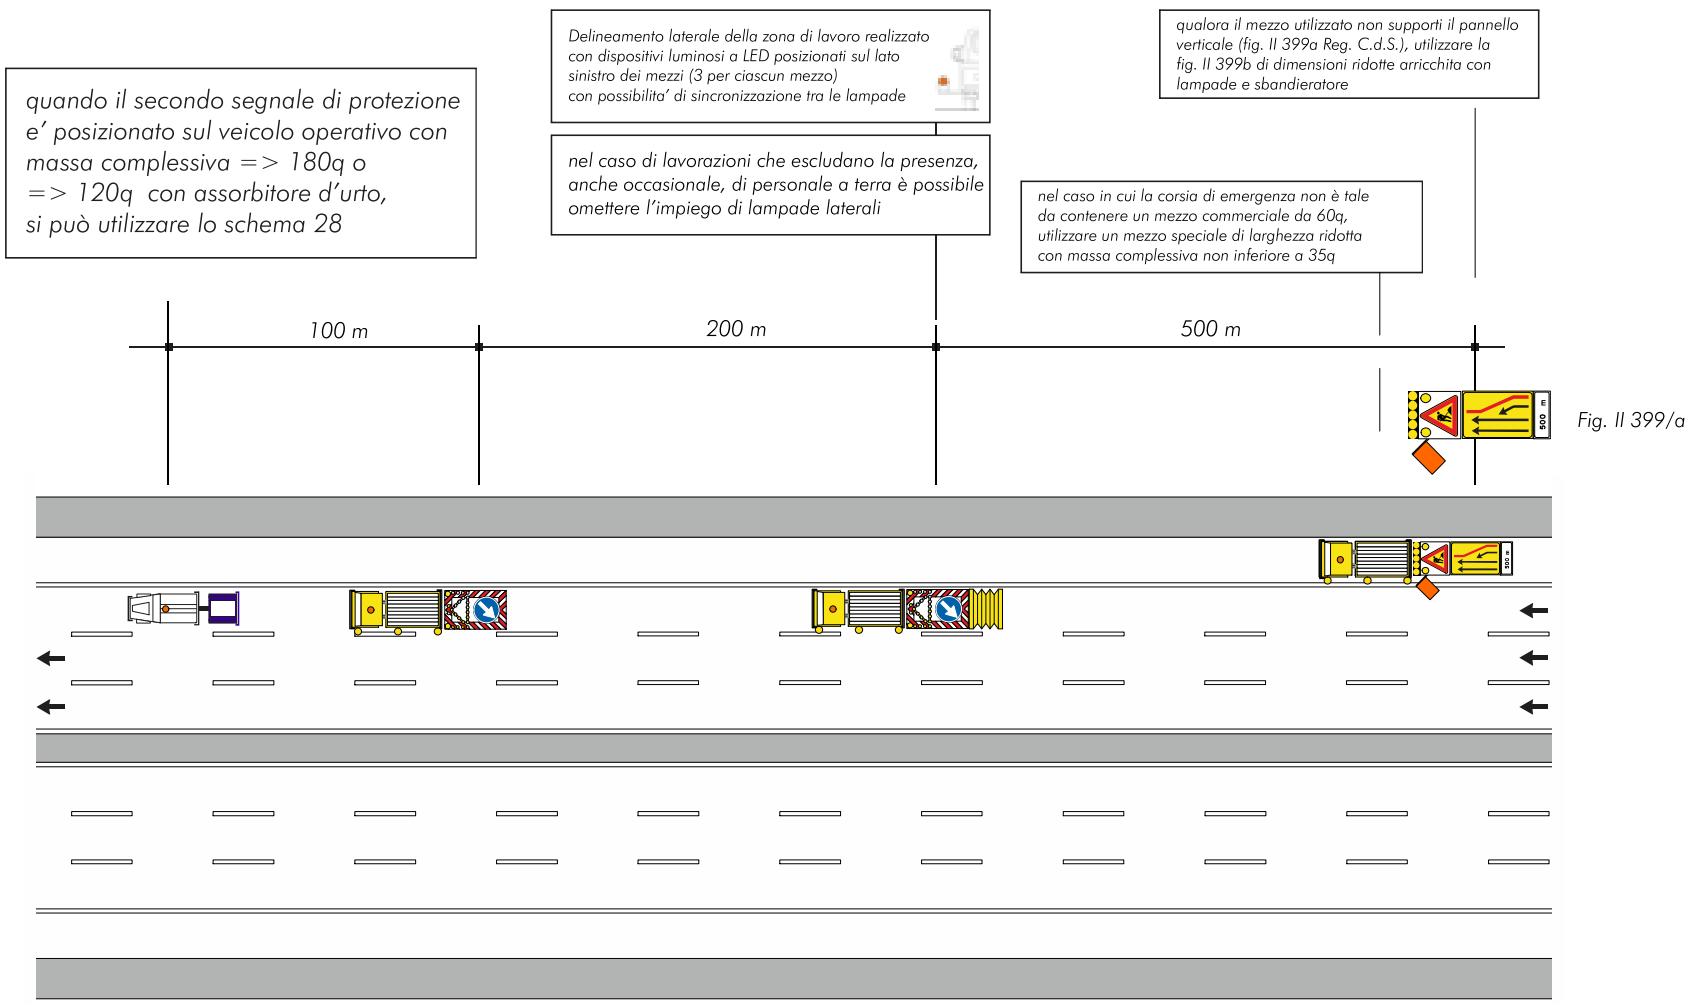 quando il secondo segnale di protezione
e' posizionato sul veicolo operativo con
massa complessiva => 180q o
=> 120q con assorbitore d'urto,
si può utilizzare lo schema 28
Delineamento laterale della zona di lavoro realizzato
con dispositivi luminosi a LED posizionati sul lato
sinistro dei mezzi (3 per ciascun mezzo)
con possibilita' di sincronizzazione tra le lampade
nel caso di lavorazioni che escludano la presenza,
anche occasionale, di personale a terra è possibile
omettere l'impiego di lampade laterali
qualora il mezzo utilizzato non supporti il pannello
verticale (fig. II 399a Reg. C.d.S.), utilizzare la
fig. II 399b di dimensioni ridotte arricchita con
lampade e sbandieratore
nel caso in cui la corsia di emergenza non è tale
da contenere un mezzo commerciale da 60q,
utilizzare un mezzo speciale di larghezza ridotta
con massa complessiva non inferiore a 35q
100 m
200 m
500 m
500 m
Fig. II 399/a
500 m